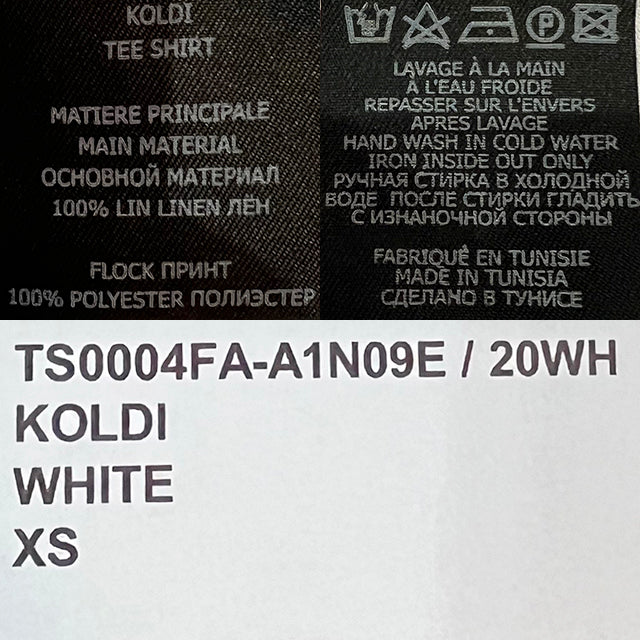 KOLDI
TEE SHIRT
MATIERE PRINCIPALE
MAIN MATERIAL
ОСНОВНОЙ МАТЕРИАЛ
100% LIN LINEN ЛЁН
FLOCK ПРИНТ
100% POLYESTER ПОЛИЭСТЕР
P
LAVAGE À LA MAIN
À L'EAU FROIDE
REPASSER SUR L'ENVERS
APRES LAVAGE
HAND WASH IN COLD WATER
IRON INSIDE OUT ONLY
РУЧНАЯ СТИРКА В ХОЛОДНОЙ
ВОДЕ ПОСЛЕ СТИРКИ ГЛАДИТЬ
С ИЗНАНОЧНОЙ СТОРОНЫ
FABRIQUÉ EN TUNISIE
MADE IN TUNISIA
СДЕЛАНО В ТУНИСЕ
TS0004FA-A1N09E / 20WH
KOLDI
WHITE
XS